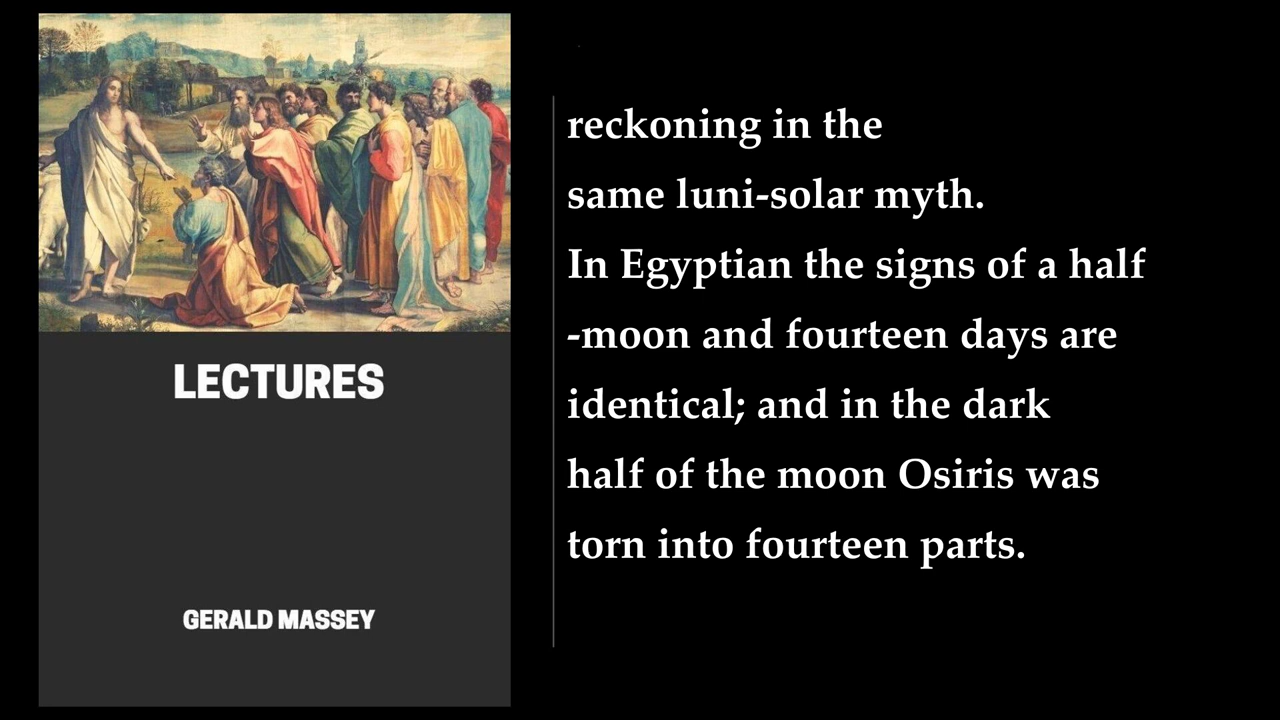 LECTURES
GERALD MASSEY
reckoning in the
same luni-solar myth.
In Egyptian the signs of a half
-moon and fourteen days are
identical; and in the dark
half of the moon Osiris was
torn into fourteen parts.